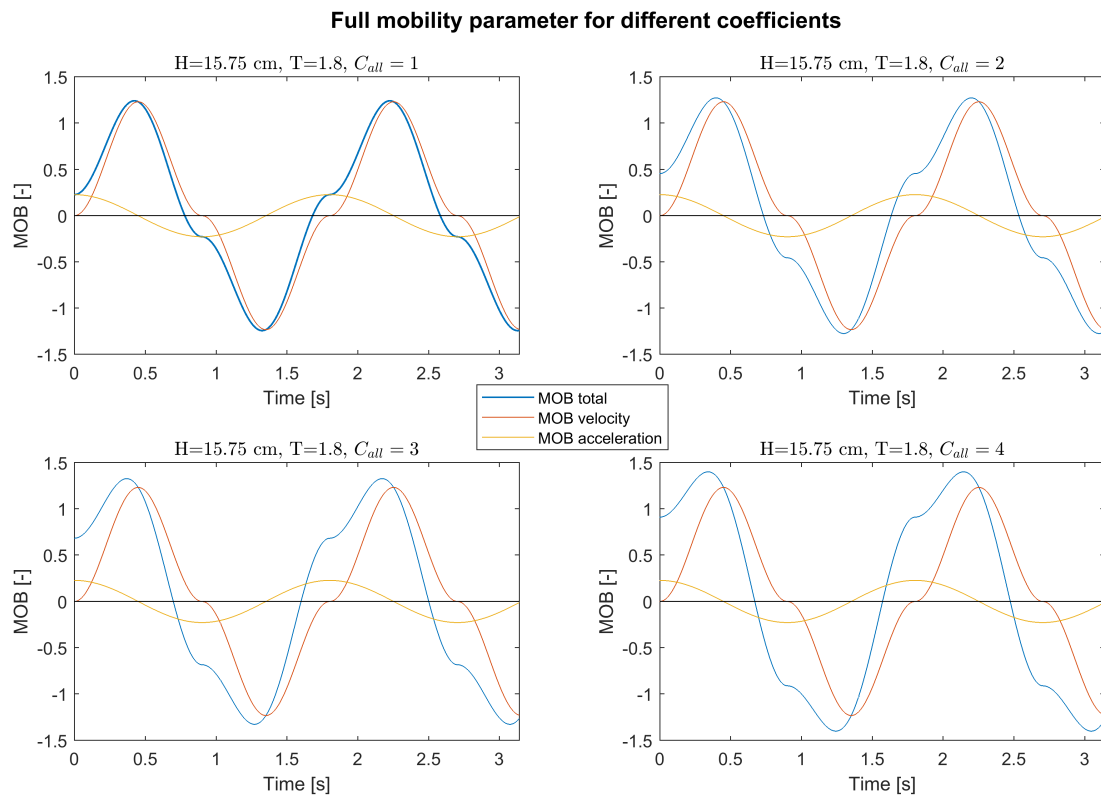 Full mobility parameter for different coefficients
H=15.75 cm, T=1.8, C_all = 1
MOB [-]
1.5
1
0.5
0
-0.5
-1
-1.5
0 0.5 1 1.5 2 2.5 3
Time [s]
H=15.75 cm, T=1.8, C_all = 2
MOB [-]
1.5
1
0.5
0
-0.5
-1
-1.5
0 0.5 1 1.5 2 2.5 3
Time [s]
MOB total
MOB velocity
MOB acceleration
H=15.75 cm, T=1.8, C_all = 3
MOB [-]
1.5
1
0.5
0
-0.5
-1
-1.5
0 0.5 1 1.5 2 2.5 3
Time [s]
H=15.75 cm, T=1.8, C_all = 4
MOB [-]
1.5
1
0.5
0
-0.5
-1
-1.5
0 0.5 1 1.5 2 2.5 3
Time [s]